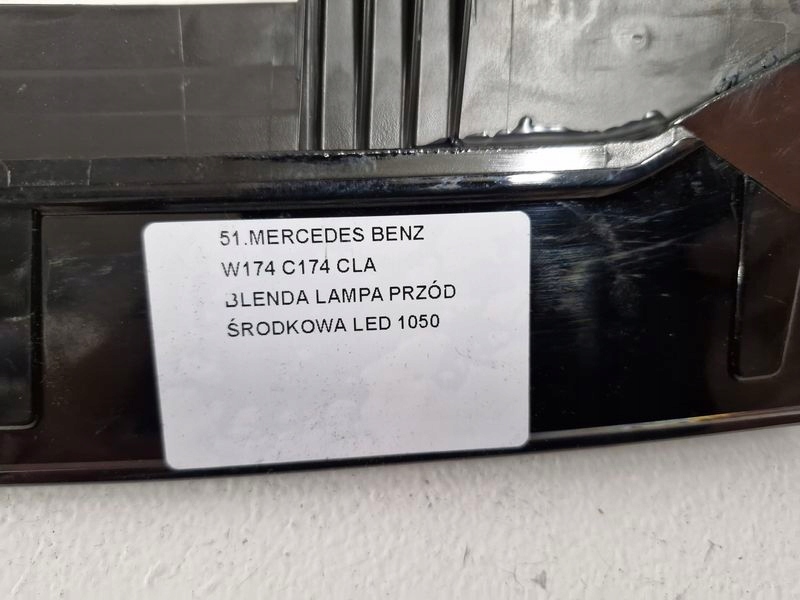 51.MERCEDES BENZ
W174 C174 CLA
BLENDA LAMPA PRZÓD
ŚRODKOWA LED 1050